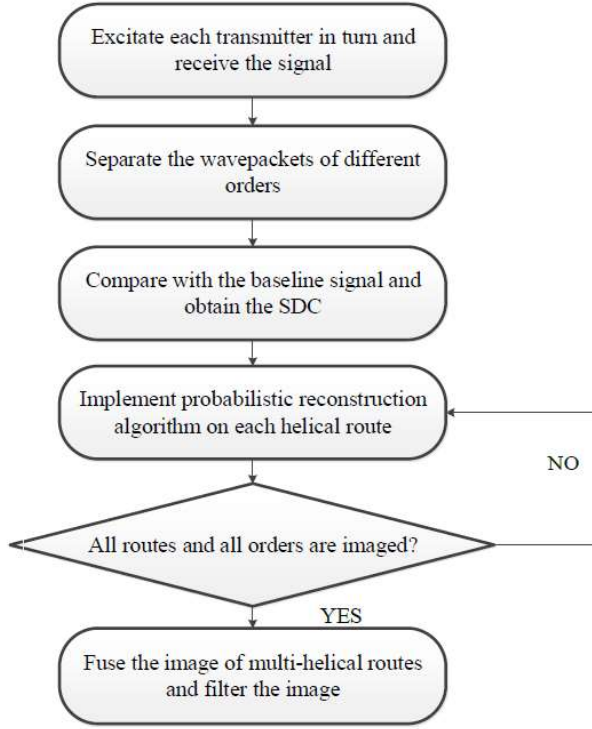 Excitate each transmitter in turn and
receive the signal
Separate the wavepackets of different
orders
Compare with the baseline signal and
obtain the SDC
Implement probabilistic reconstruction
algorithm on each helical route
NO
All routes and all orders are imaged?
YES
Fuse the image of multi-helical routes
and filter the image